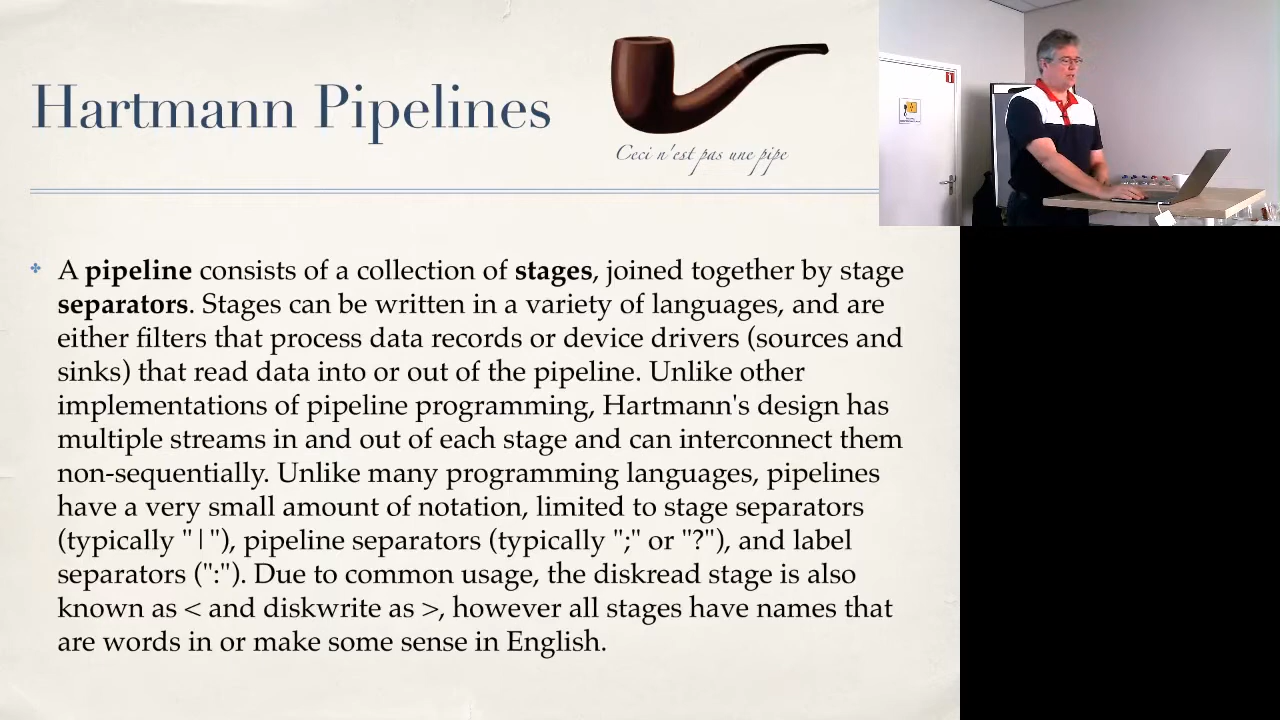 Hartmann Pipelines
Ceci n'est pas une pipe
A pipeline consists of a collection of stages, joined together by stage
separators. Stages can be written in a variety of languages, and are
either filters that process data records or device drivers (sources and
sinks) that read data into or out of the pipeline. Unlike other
implementations of pipeline programming, Hartmann's design has
multiple streams in and out of each stage and can interconnect them
non-sequentially. Unlike many programming languages, pipelines
have a very small amount of notation, limited to stage separators
(typically "|"), pipeline separators (typically ";" or "?"), and label
separators (":"). Due to common usage, the diskread stage is also
known as < and diskwrite as >, however all stages have names that
are words in or make some sense in English.